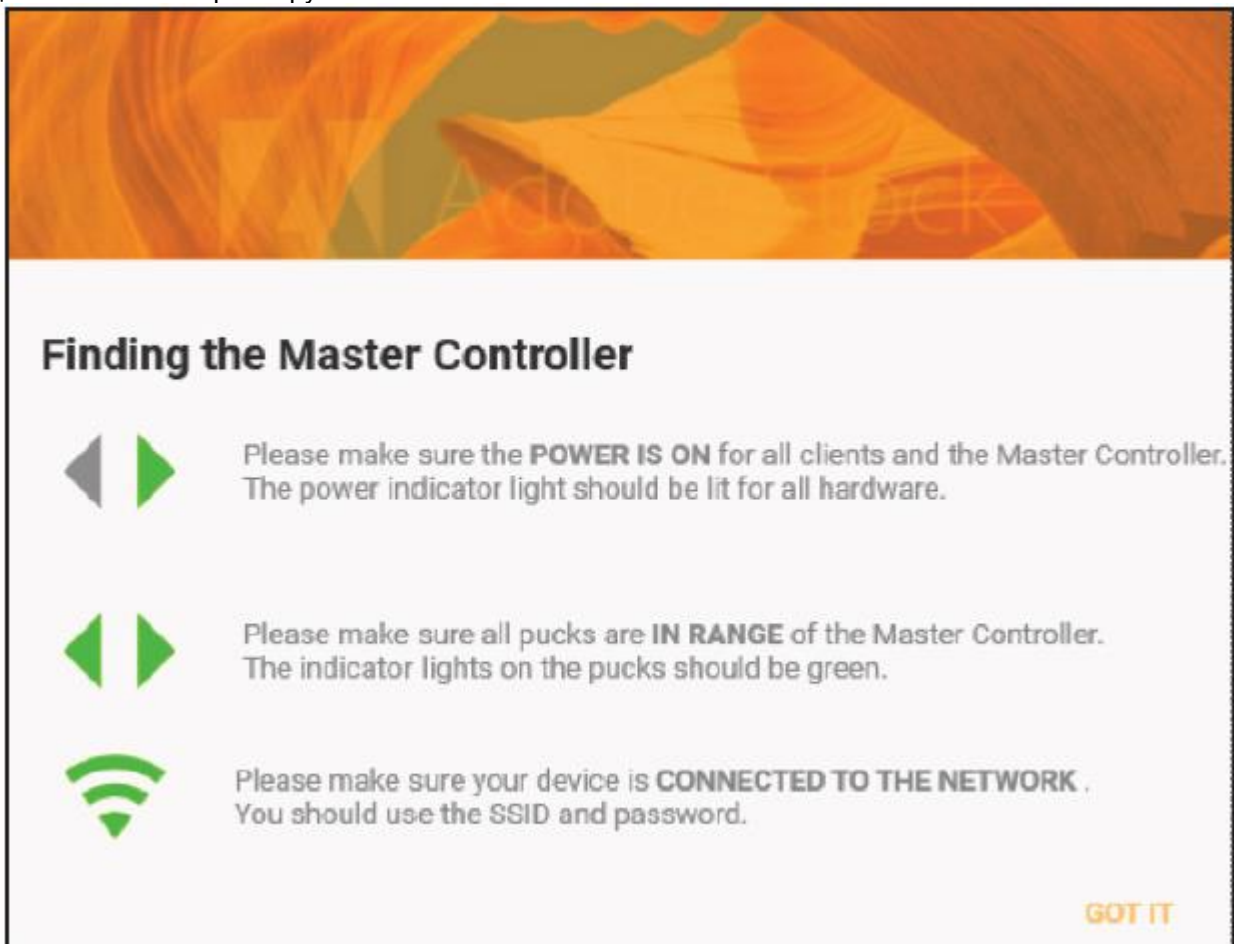 Adobe Stock
Finding the Master Controller
Please make sure the POWER IS ON for all clients and the Master Controller.
The power indicator light should be lit for all hardware.
Please make sure all pucks are IN RANGE of the Master Controller.
The indicator lights on the pucks should be green.
Please make sure your device is CONNECTED TO THE NETWORK .
You should use the SSID and password.
GOT IT